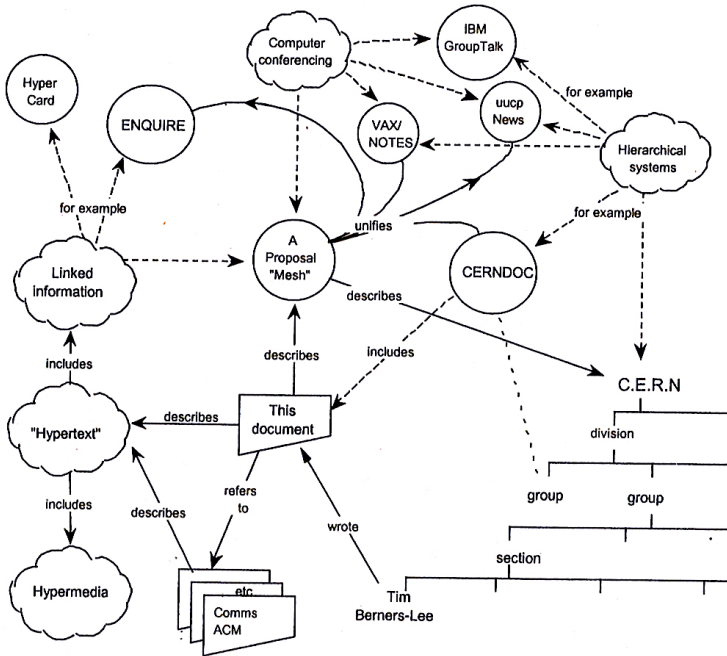 IBM
GroupTalk
Computer
conferencing
Hyper
Card
ENQUIRE
VAX/
NOTES
uucp
News
for example
Hierarchical
systems
for example
for example
unifies
A
Proposal
"Mesh"
CERNDOC
Linked
information
describes
includes
describes
includes
C.E.R.N
This
document
describes
"Hypertext"
division
includes
refers
to
describes
wrote
group
group
section
Hypermedia
etc
Comms
ACM
Tim
Berners-Lee